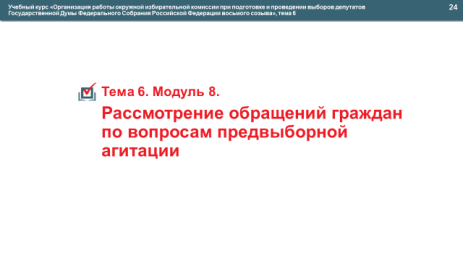 Учебный курс «Организация работы окружной избирательной комиссии при подготовке и проведении выборов депутатов
Государственной Думы Федерального Собрания Российской Федерации восьмого созыва», тема 6
24
Тема 6. Модуль 8.
Рассмотрение обращений граждан
по вопросам предвыборной
агитации